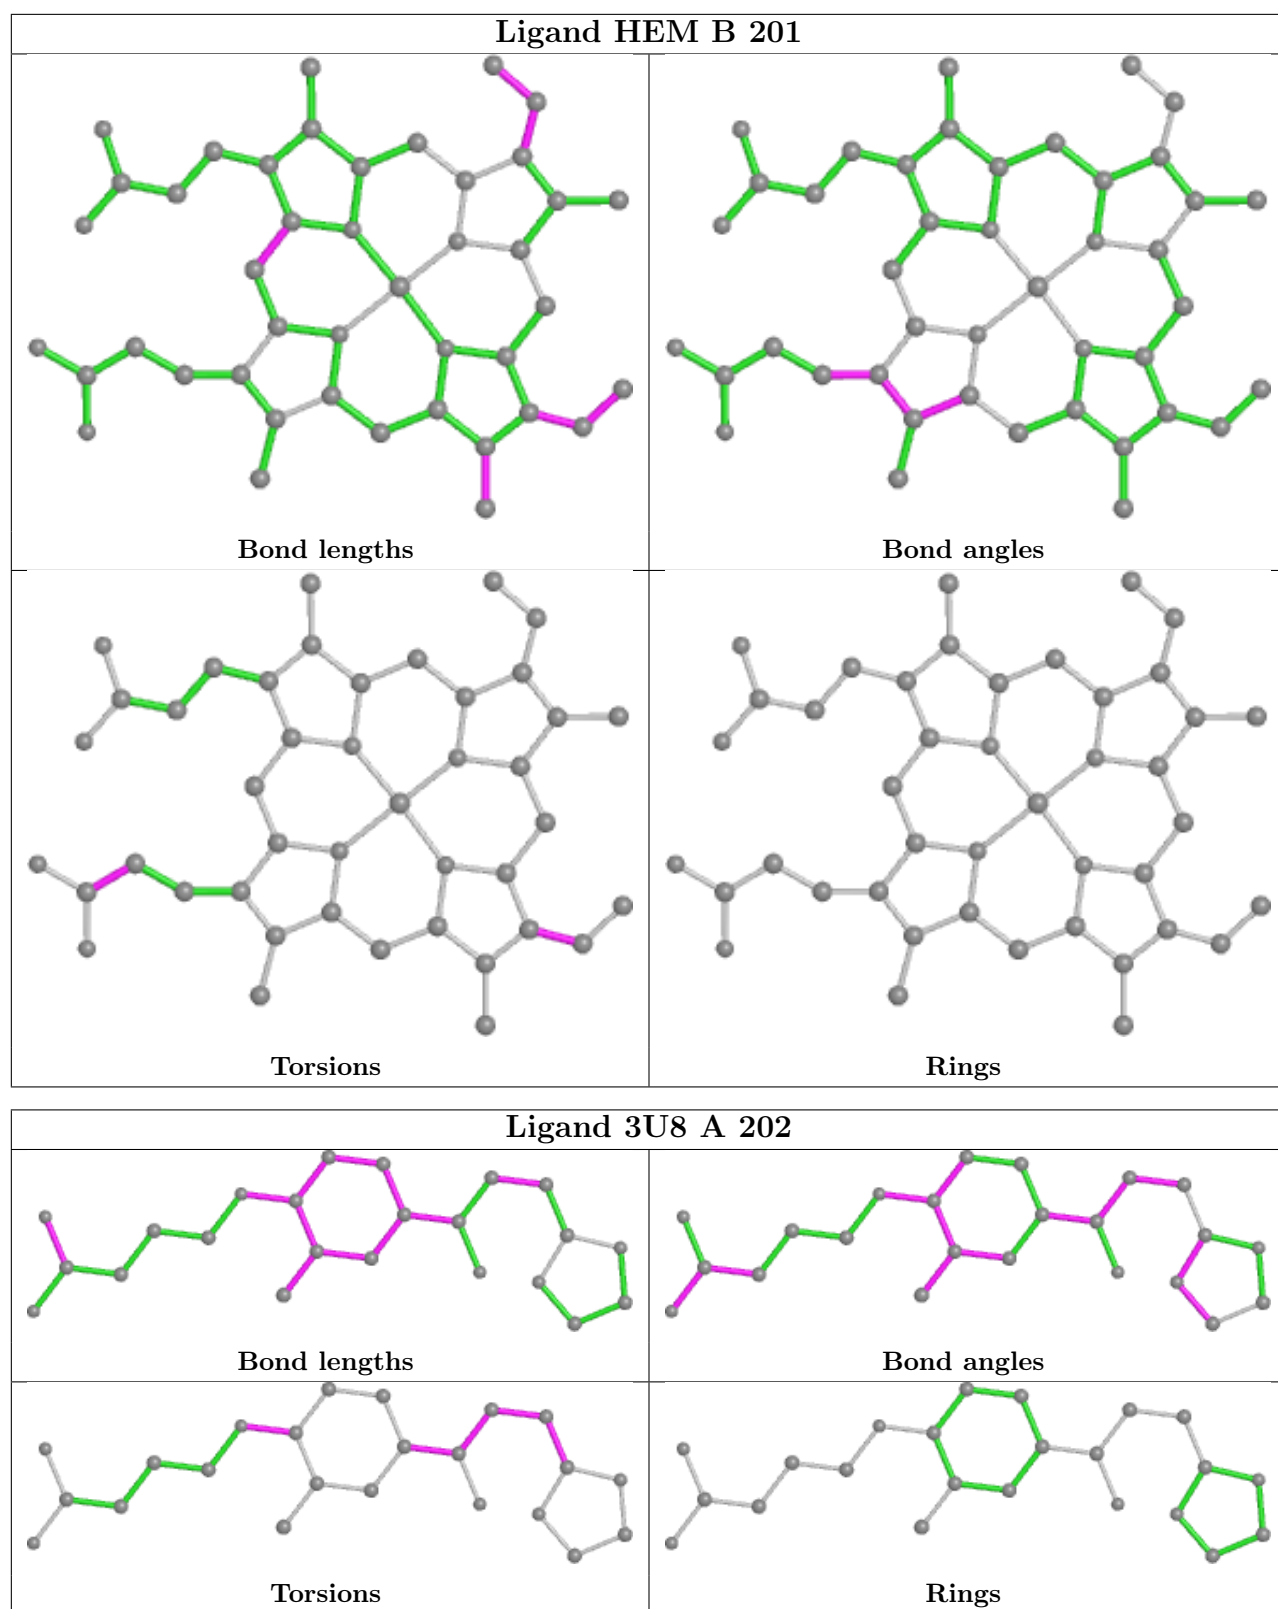 Ligand HEM B 201
Bond lengths
Bond angles
Torsions
Rings
Ligand 3U8 A 202
Bond lengths
Bond angles
Torsions
Rings